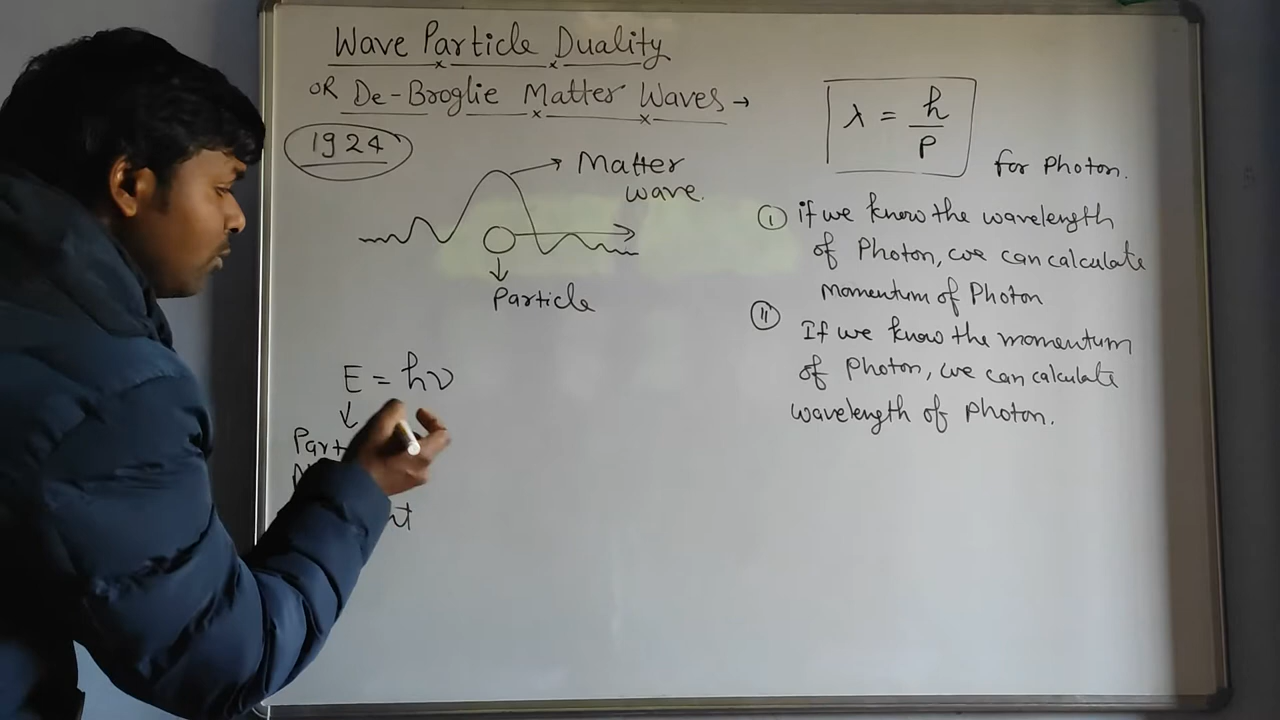 Wave Particle Duality
OR De-Broglie Matter Waves →
1924
Matter
wave.
Particle
E = hν
λ = h/P
for Photon.
(I) if we know the wavelength
of Photon, we can calculate
Momentum of Photon
(II) If we know the momentum
of Photon, we can calculate
wavelength of photon.